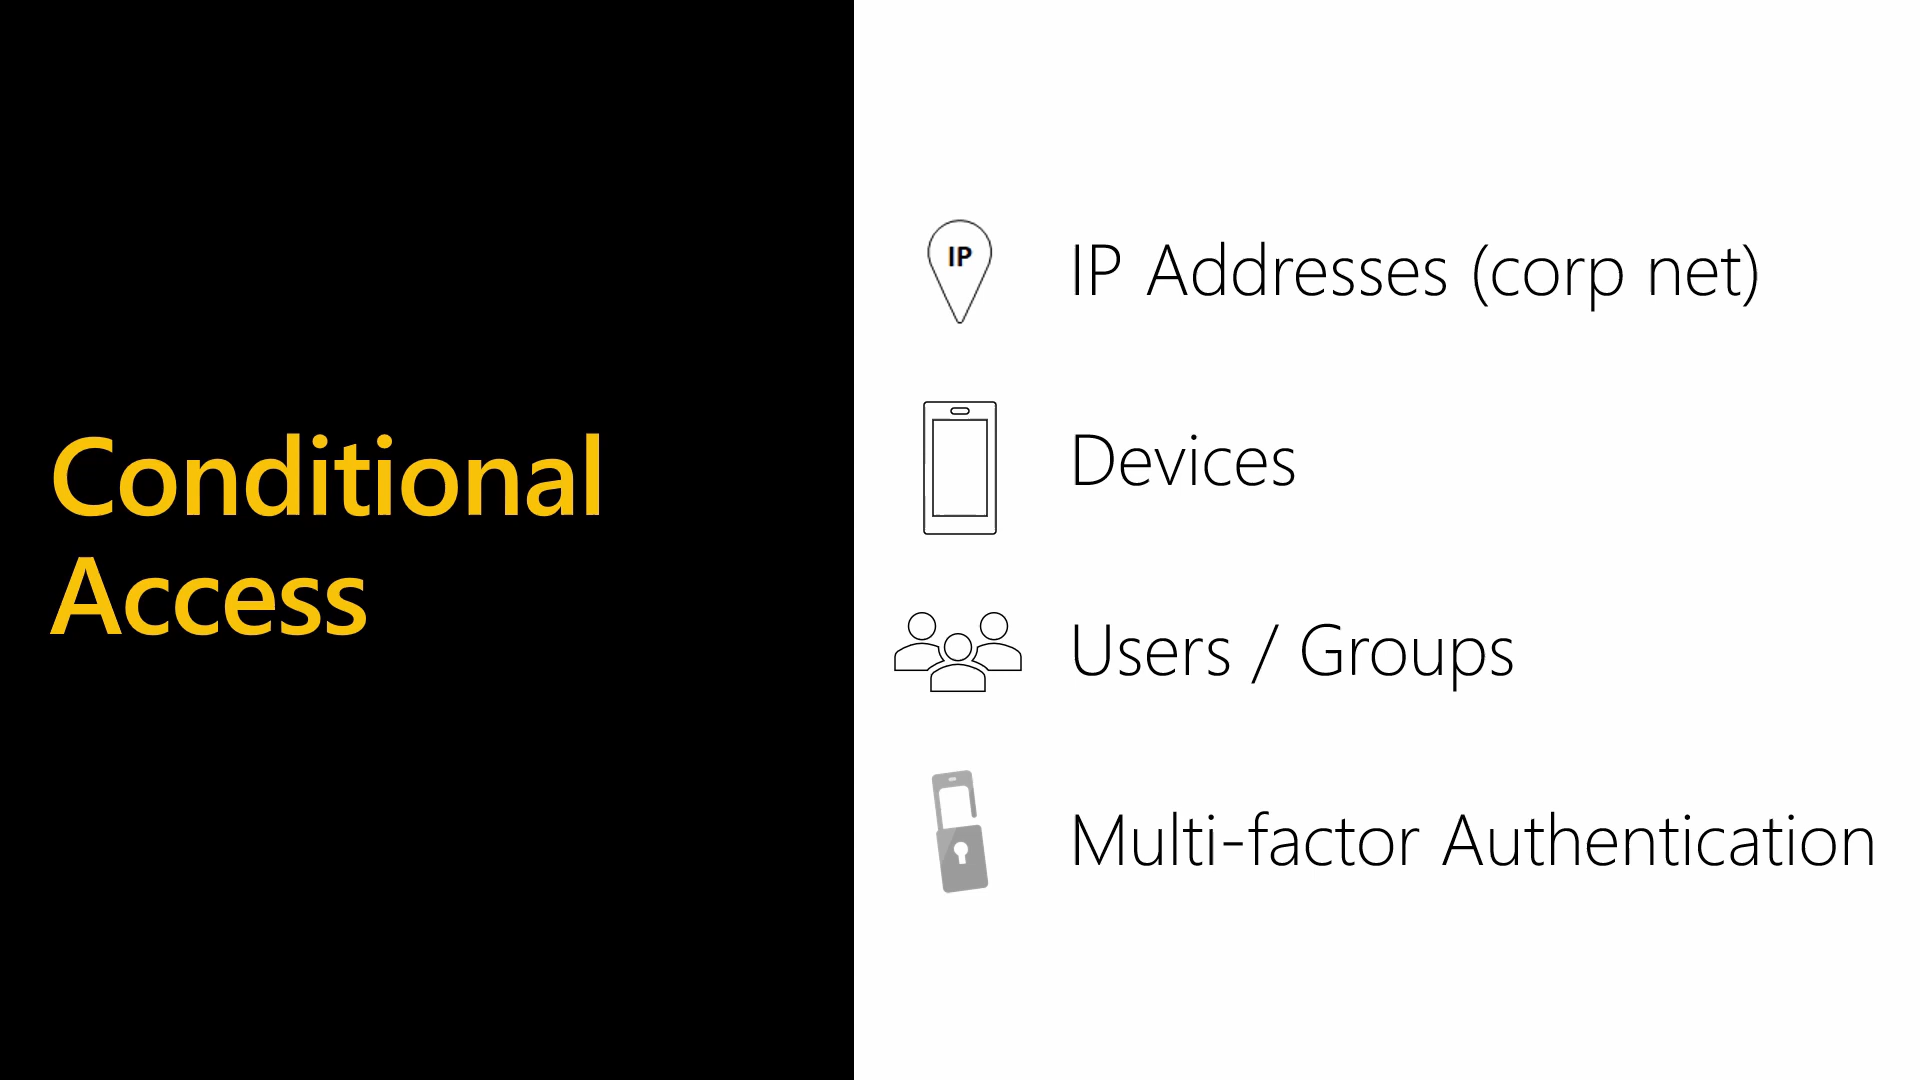 Conditional
Access
IP
IP Addresses (corp net)
Devices
Users / Groups
Multi-factor Authentication